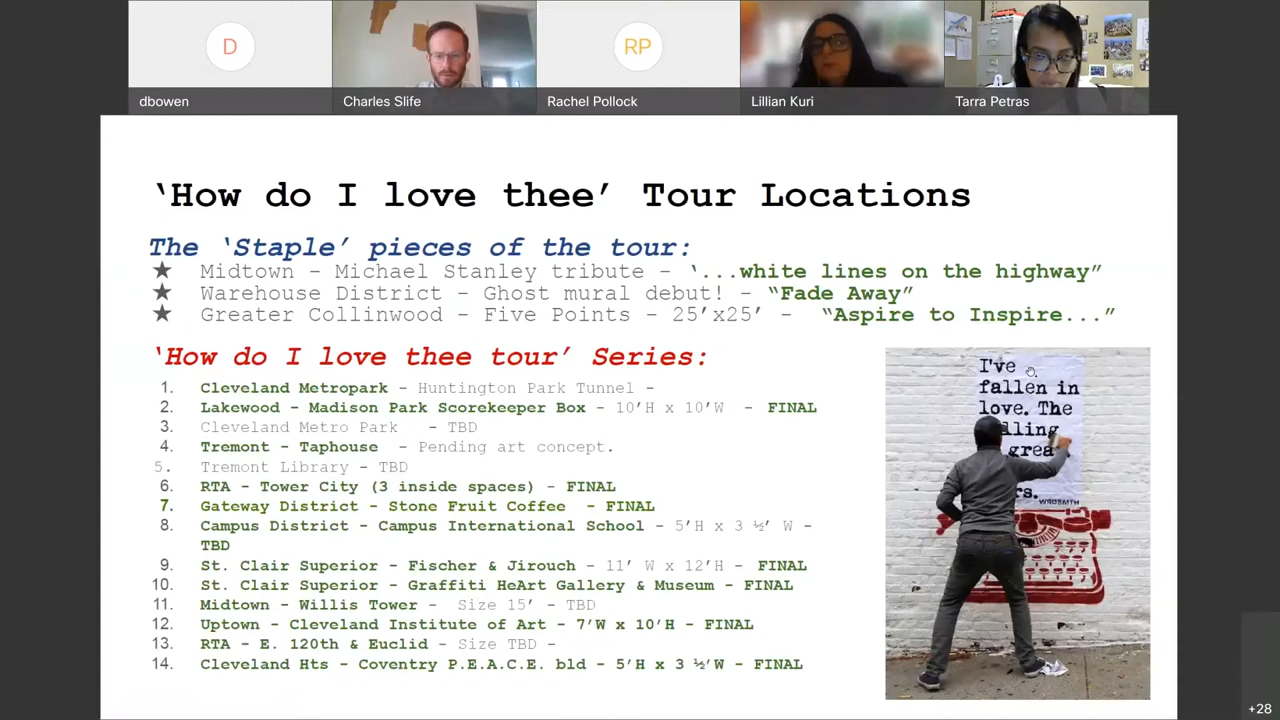 D
RP
dbowen
Charles Slife
Rachel Pollock
Lillian Kuri
Tarra Petras
‘How do I love thee’ Tour Locations
The ‘Staple’ pieces of the tour:
★ Midtown - Michael Stanley tribute - ‘...white lines on the highway”
★ Warehouse District - Ghost mural debut! - “Fade Away”
★ Greater Collinwood - Five Points - 25’x25’ - “Aspire to Inspire...”
‘How do I love thee tour’ Series:
1. Cleveland Metropark - Huntington Park Tunnel -
2. Lakewood - Madison Park Scorekeeper Box - 10’H x 10’W - FINAL
3. Cleveland Metro Park - TBD
4. Tremont - Taphouse - Pending art concept.
5. Tremont Library - TBD
6. RTA - Tower City (3 inside spaces) - FINAL
7. Gateway District - Stone Fruit Coffee - FINAL
8. Campus District - Campus International School - 5’H x 3 ½’ W -
TBD
9. St. Clair Superior - Fischer & Jirouch - 11’ W x 12’H - FINAL
10. St. Clair Superior - Graffiti HeArt Gallery & Museum - FINAL
11. Midtown - Willis Tower - Size 15’ - TBD
12. Uptown - Cleveland Institute of Art - 7’W x 10’H - FINAL
13. RTA - E. 120th & Euclid - Size TBD -
14. Cleveland Hts - Coventry P.E.A.C.E. bld - 5’H x 3 ½’W - FINAL
I've
fallen in
love. The
WRDSMITH
+28